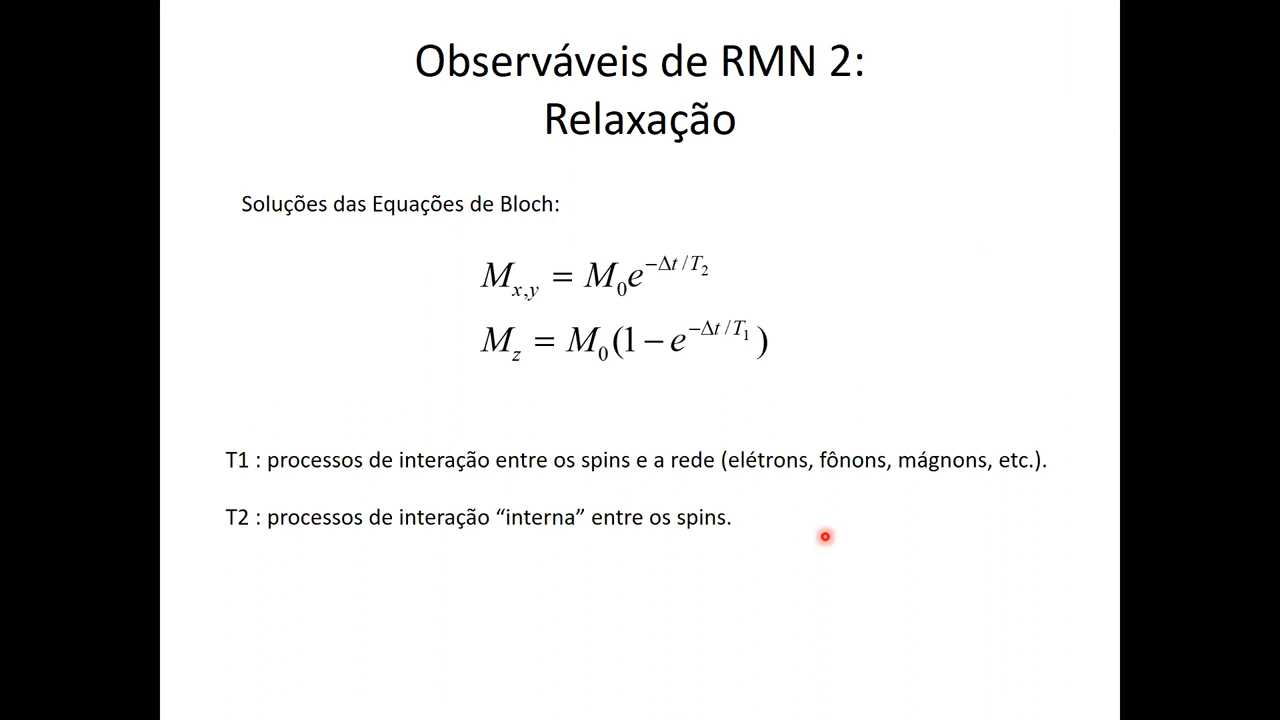 Observáveis de RMN 2:
Relaxação
Soluções das Equações de Bloch:
M_{x,y} = M_0 e^{-Δt/T_2}
M_z = M_0 (1 - e^{-Δt/T_1})
T1 : processos de interação entre os spins e a rede (elétrons, fônons, mágnons, etc.).
T2 : processos de interação “interna” entre os spins.